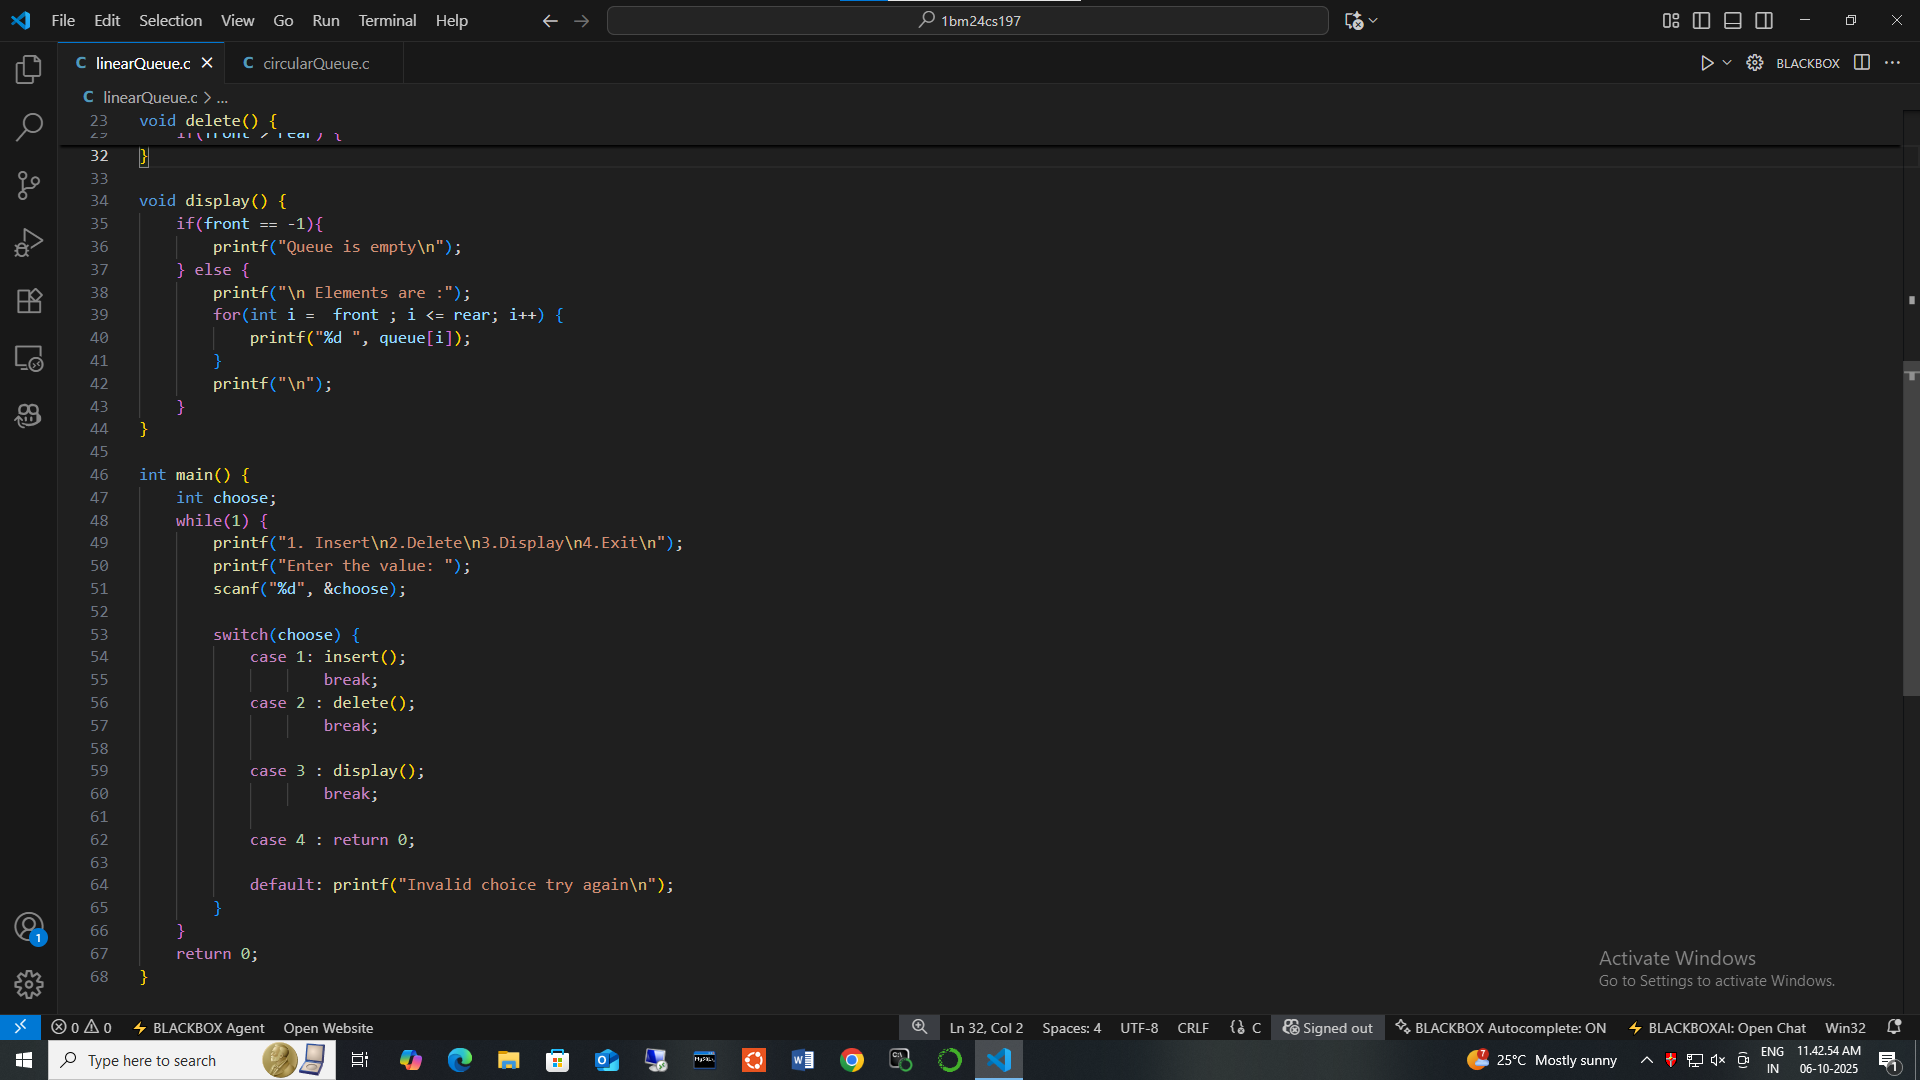 File Edit Selection View Go Run Terminal Help
1bm24cs197
C linearQueue.c
C circularQueue.c
BLACKBOX
C linearQueue.c > ...
23 void delete() {
29 if(front > rear) {
32 }
33
34 void display() {
35 if(front == -1){
36 printf("Queue is empty\n");
37 } else {
38 printf("\n Elements are :");
39 for(int i =  front ; i <= rear; i++) {
40 printf("%d ", queue[i]);
41 }
42 printf("\n");
43 }
44 }
45
46 int main() {
47 int choose;
48 while(1) {
49 printf("1. Insert\n2.Delete\n3.Display\n4.Exit\n");
50 printf("Enter the value: ");
51 scanf("%d", &choose);
52
53 switch(choose) {
54 case 1: insert();
55 break;
56 case 2 : delete();
57 break;
58
59 case 3 : display();
60 break;
61
62 case 4 : return 0;
63
64 default: printf("Invalid choice try again\n");
65 }
66 }
67 return 0;
68 }
Activate Windows
Go to Settings to activate Windows.
1
0 0 BLACKBOX Agent Open Website Ln 32, Col 2 Spaces: 4 UTF-8 CRLF {} C Signed out BLACKBOX Autocomplete: ON BLACKBOXAI: Open Chat Win32
Type here to search
MySQL
C:\
7
25°C Mostly sunny
ENG
IN
11.42.54 AM
06-10-2025
1